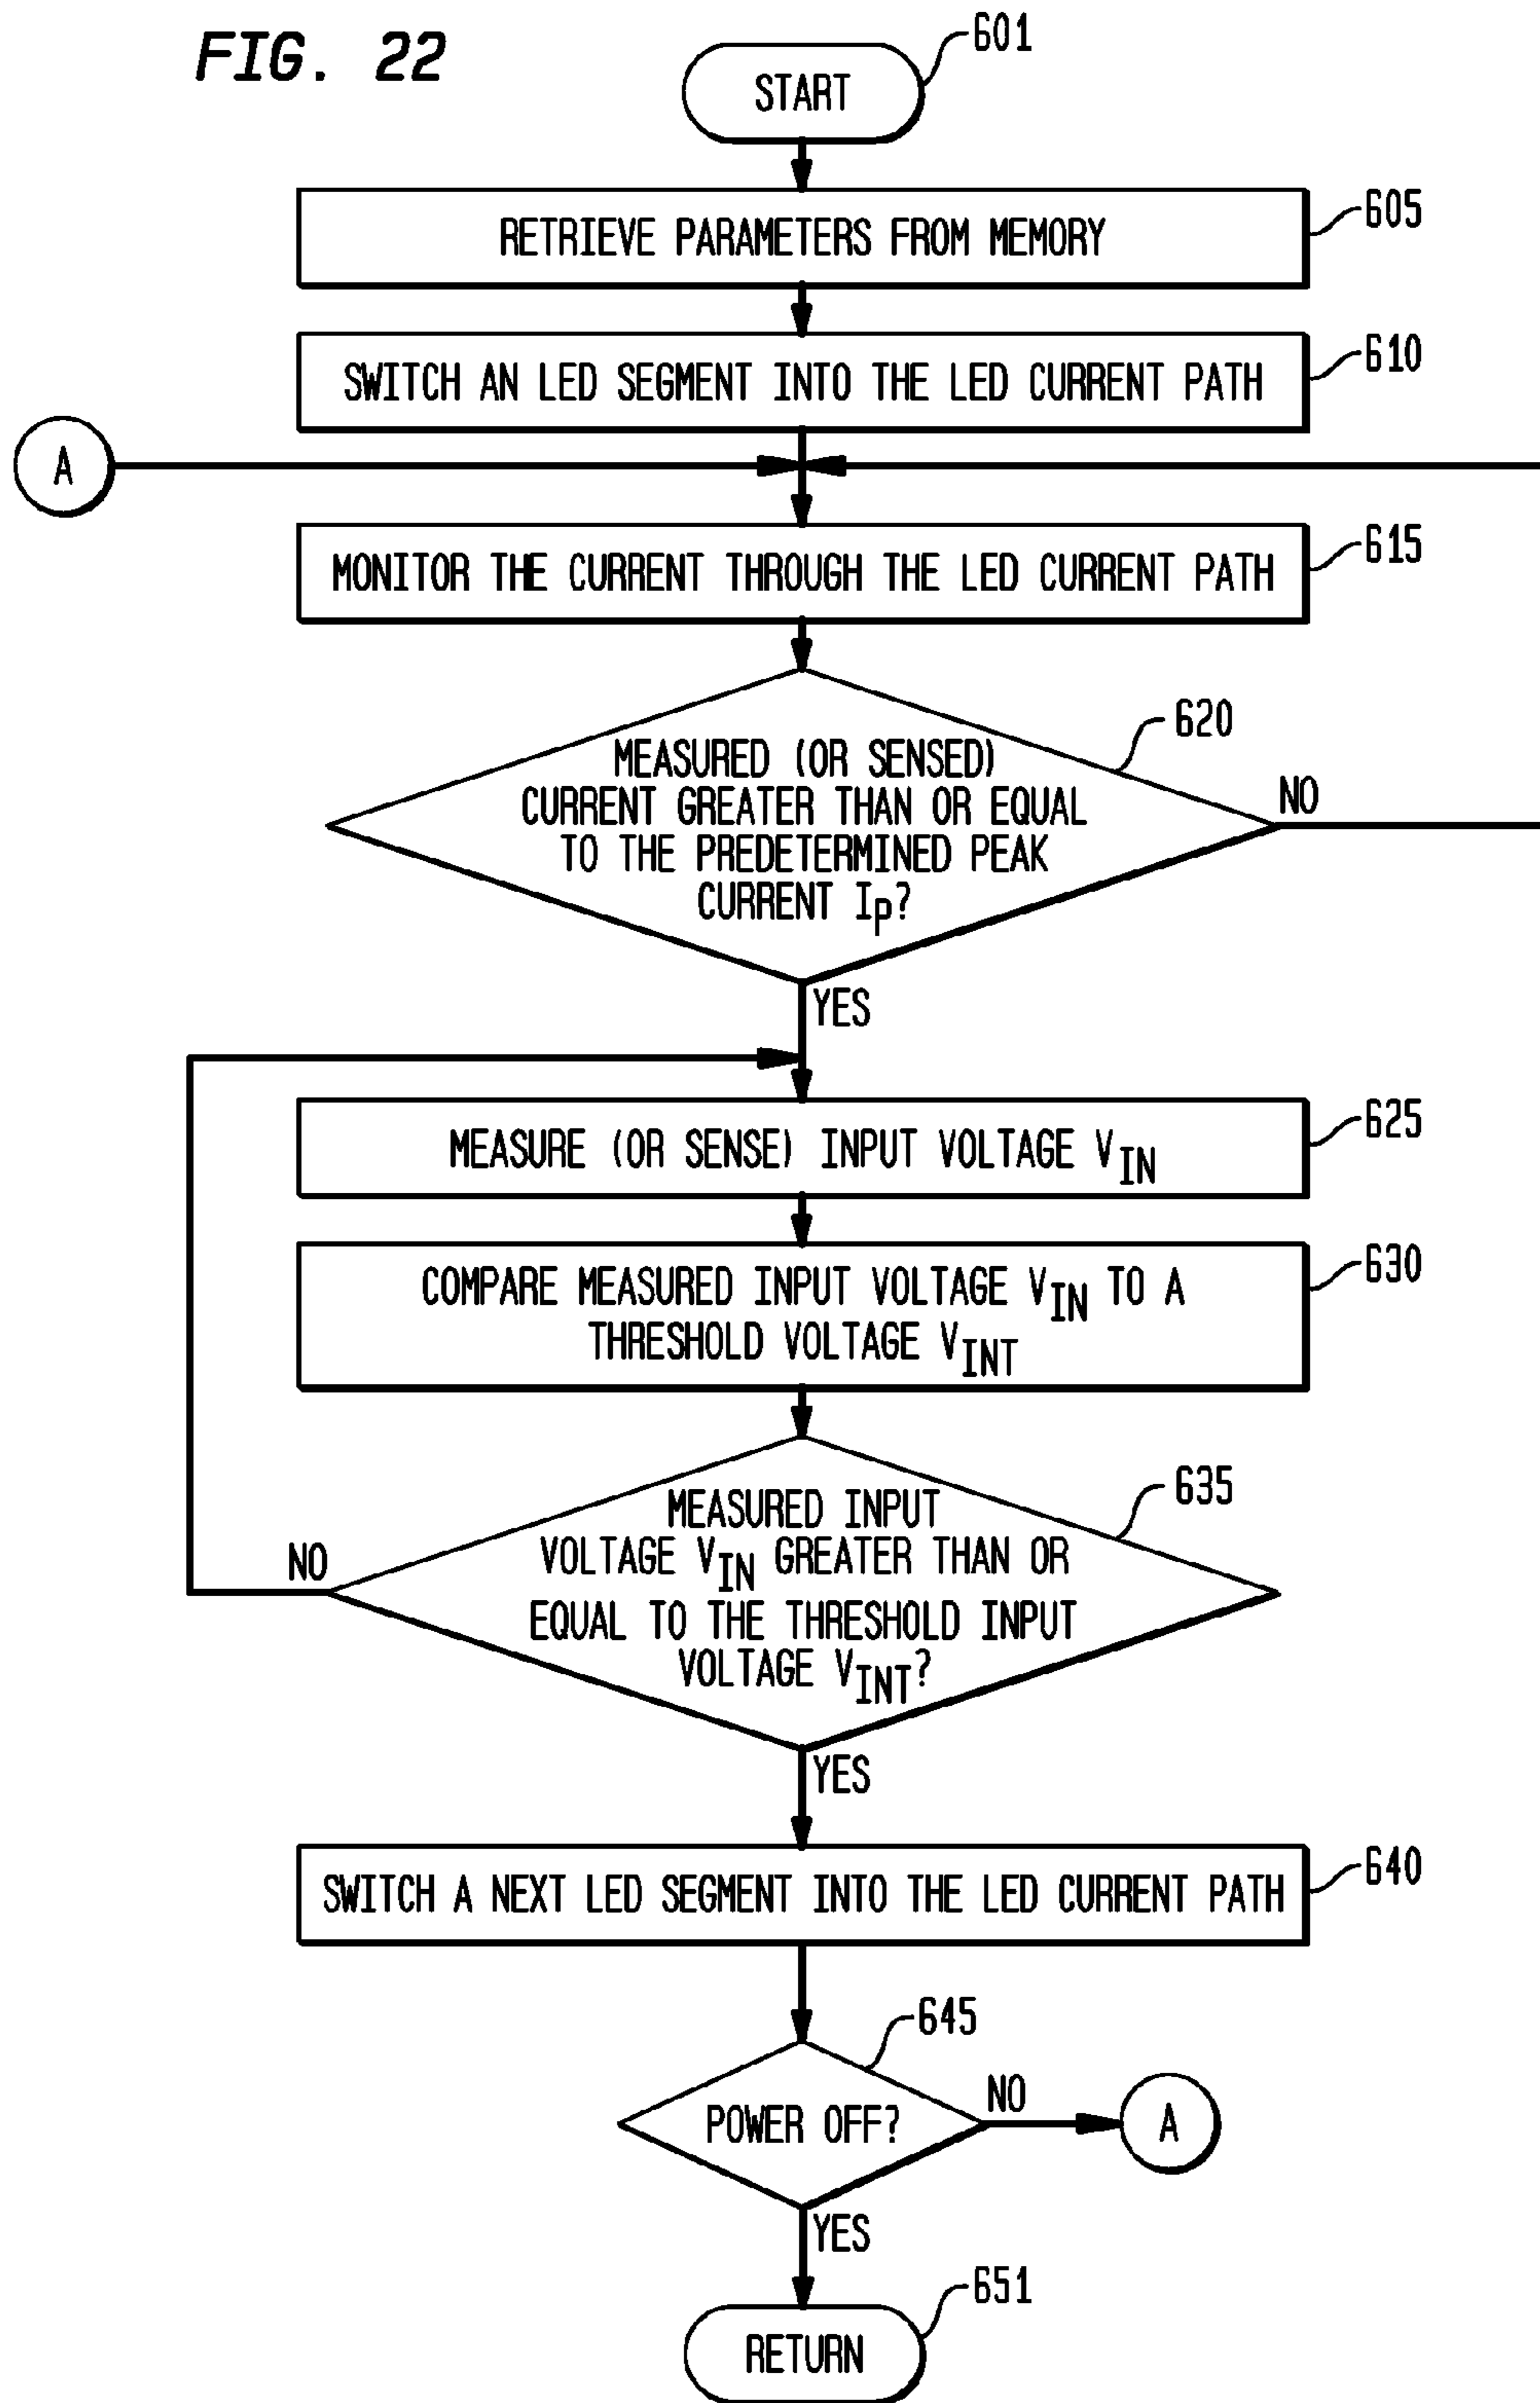 FIG. 22
601
START
RETRIEVE PARAMETERS FROM MEMORY
605
SWITCH AN LED SEGMENT INTO THE LED CURRENT PATH
610
A
MONITOR THE CURRENT THROUGH THE LED CURRENT PATH
615
620
MEASURED (OR SENSED)
CURRENT GREATER THAN OR EQUAL
TO THE PREDETERMINED PEAK
CURRENT Ip?
NO
YES
MEASURE (OR SENSE) INPUT VOLTAGE VIN
625
COMPARE MEASURED INPUT VOLTAGE VIN TO A
THRESHOLD VOLTAGE VINT
630
635
MEASURED INPUT
VOLTAGE VIN GREATER THAN OR
EQUAL TO THE THRESHOLD INPUT
VOLTAGE VINT?
NO
YES
SWITCH A NEXT LED SEGMENT INTO THE LED CURRENT PATH
640
645
POWER OFF?
NO
A
YES
651
RETURN